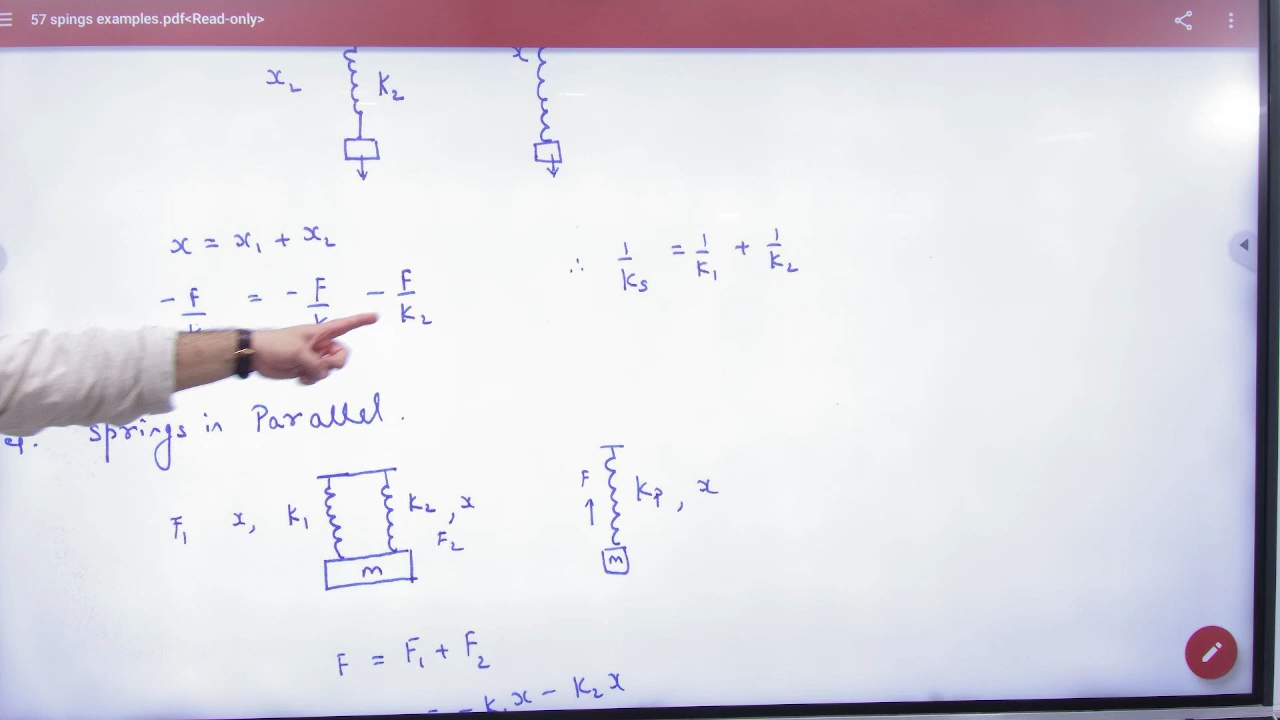 57 spings examples.pdf<Read-only>
x₂ K₂ x
x = x₁ + x₂
∴ 1/Ks = 1/K₁ + 1/K₂
- F/K = - F/K - F/K₂
Springs in Parallel.
F₁ x, K₁ K₂, x F₂
F ↑ Kp, x
m m
F = F₁ + F₂
= - K₁x - K₂x